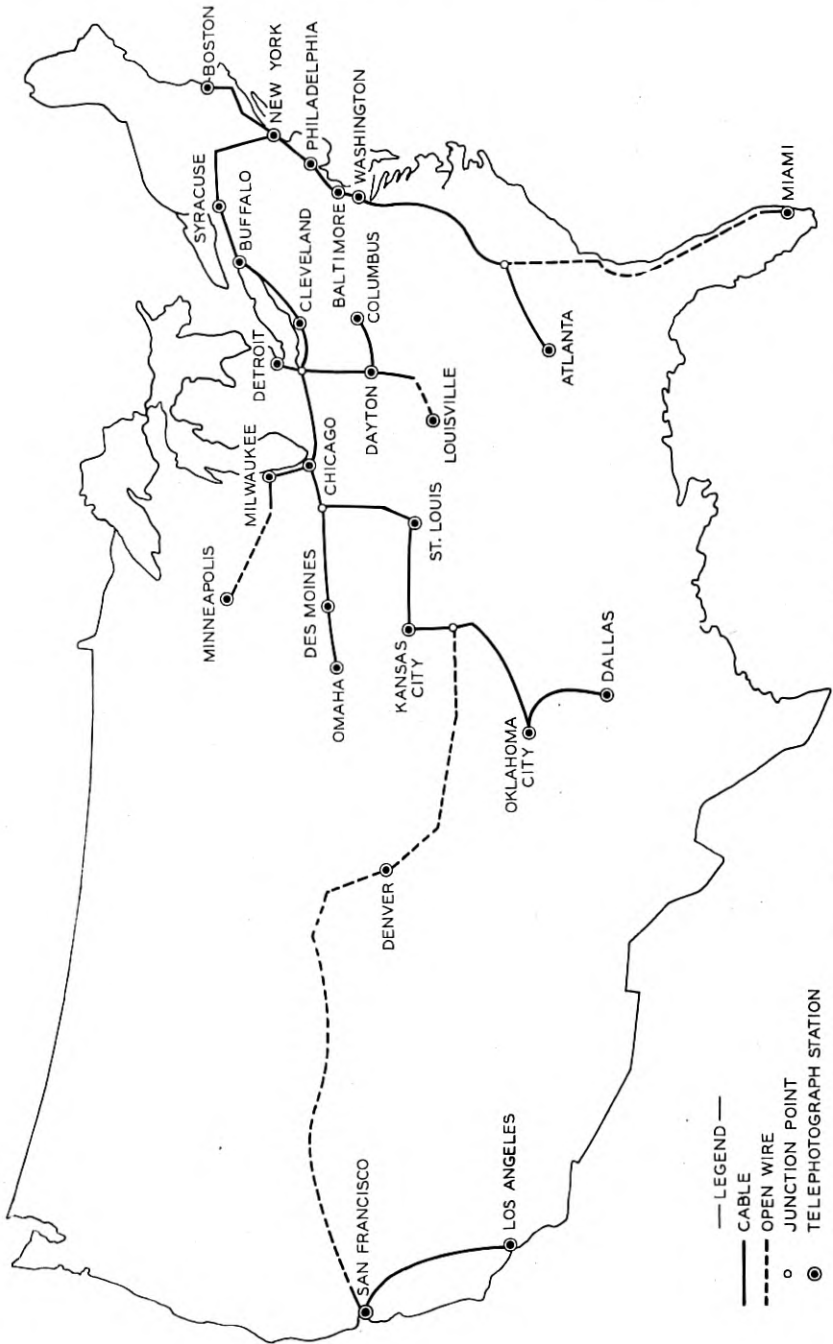 BOSTON
NEW YORK
PHILADELPHIA
WASHINGTON
SYRACUSE
BUFFALO
CLEVELAND
BALTIMORE
COLUMBUS
DETROIT
DAYTON
LOUISVILLE
ATLANTA
MIAMI
MILWAUKEE
CHICAGO
MINNEAPOLIS
DES MOINES
ST. LOUIS
OMAHA
KANSAS
CITY
OKLAHOMA
CITY
DALLAS
DENVER
SAN FRANCISCO
LOS ANGELES
— LEGEND —
CABLE
OPEN WIRE
JUNCTION POINT
TELEPHOTOGRAPH STATION